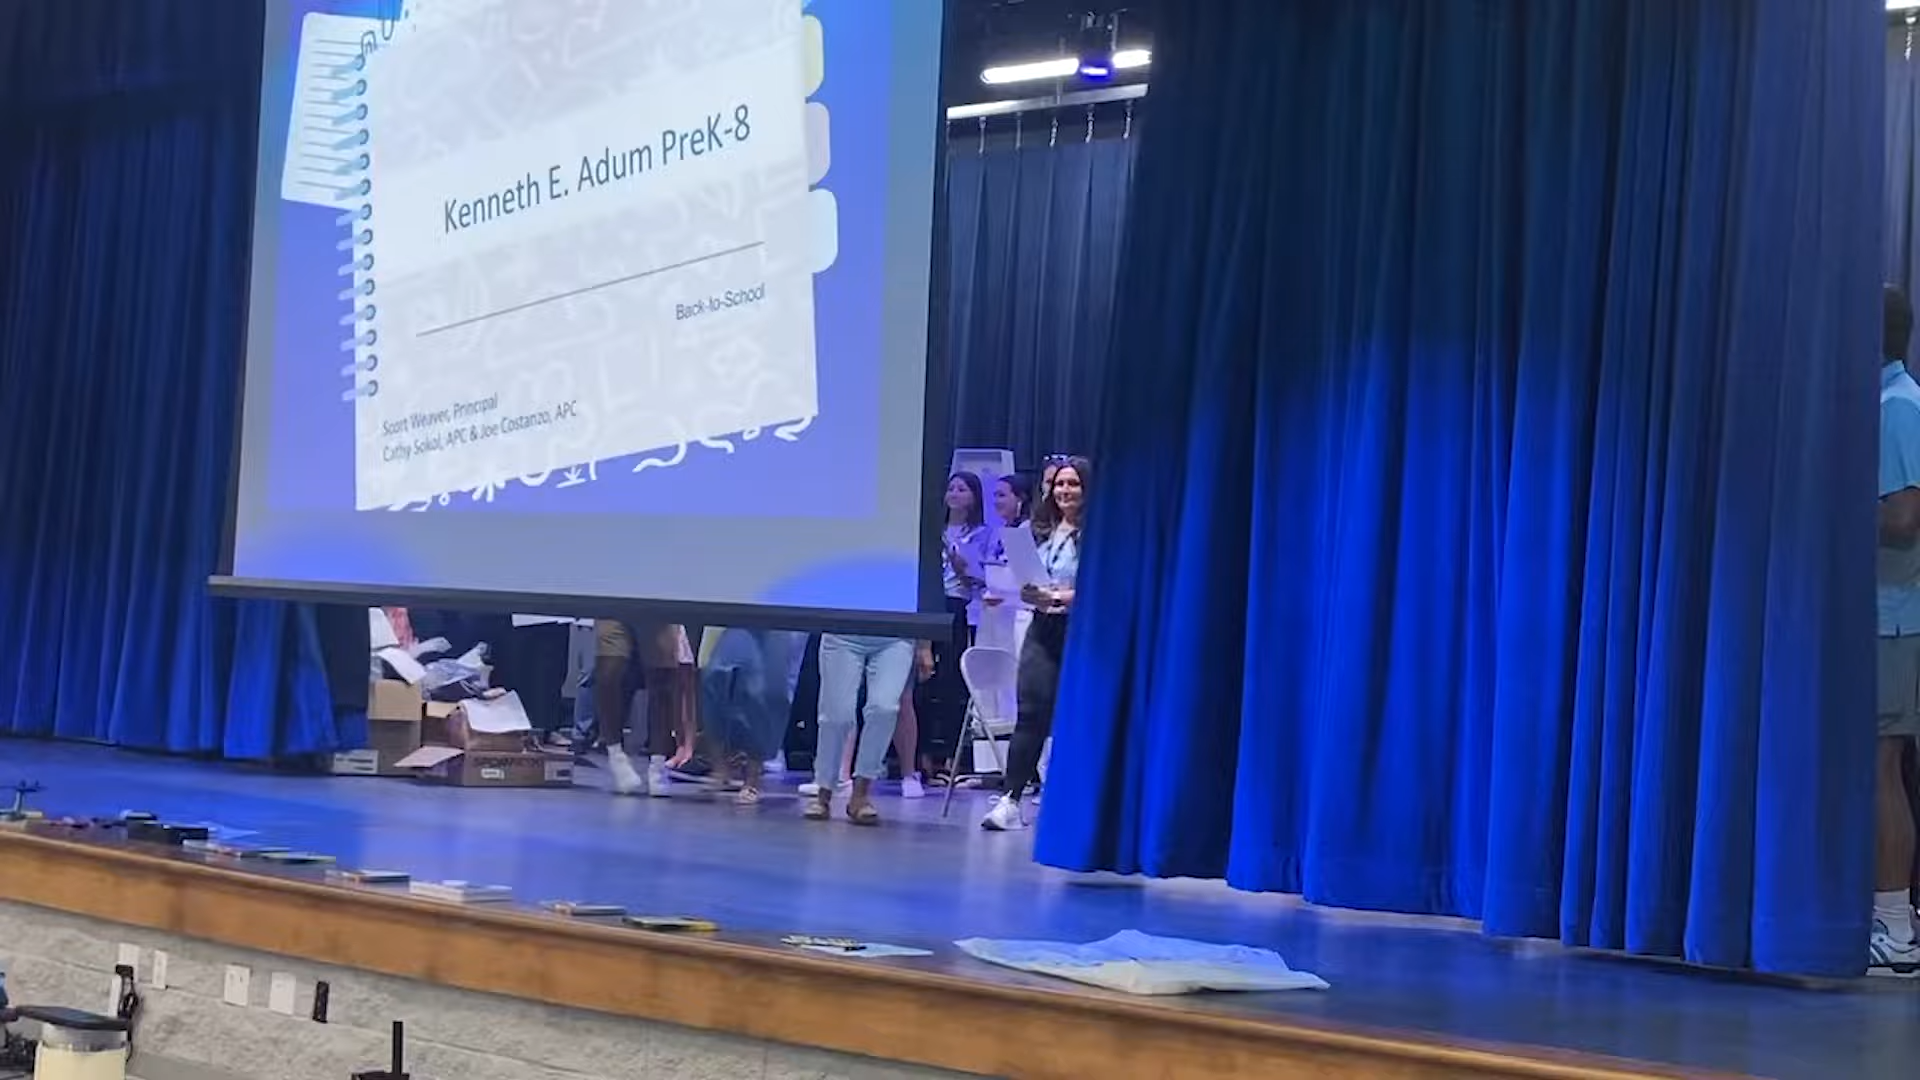 Kenneth E. Adum PreK-8
Back-to-School
Scott Weaver, Principal
Cathy Sokol, APC & Joe Costanzo, APC